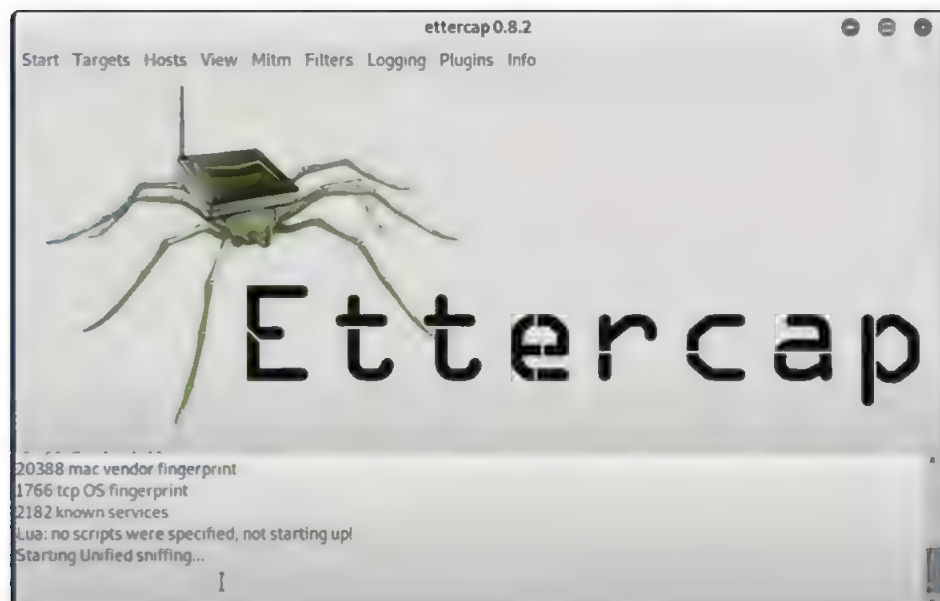 ettercap 0.8.2
Start Targets Hosts View Mitm Filters Logging Plugins Info
Ettercap
20388 mac vendor fingerprint
1766 tcp OS fingerprint
2182 known services
Lua: no scripts were specified, not starting up!
Starting Unified sniffing...